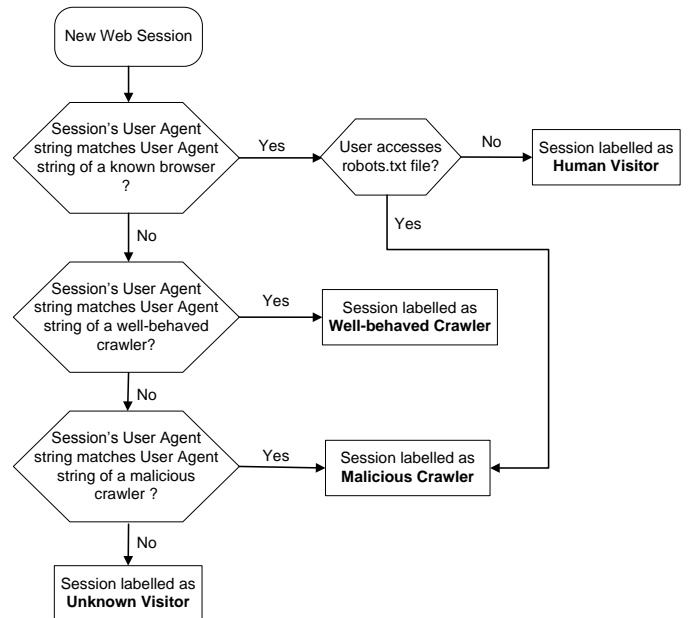 New Web Session
Session's User Agent
string matches User Agent
string of a known browser
?
Yes
User accesses
robots.txt file?
No
Session labelled as
Human Visitor
Yes
No
Session's User Agent
string matches User Agent
string of a well-behaved
crawler?
Yes
Session labelled as
Well-behaved Crawler
No
Session's User Agent
string matches User Agent
string of a malicious
crawler ?
Yes
Session labelled as
Malicious Crawler
No
Session labelled as
Unknown Visitor